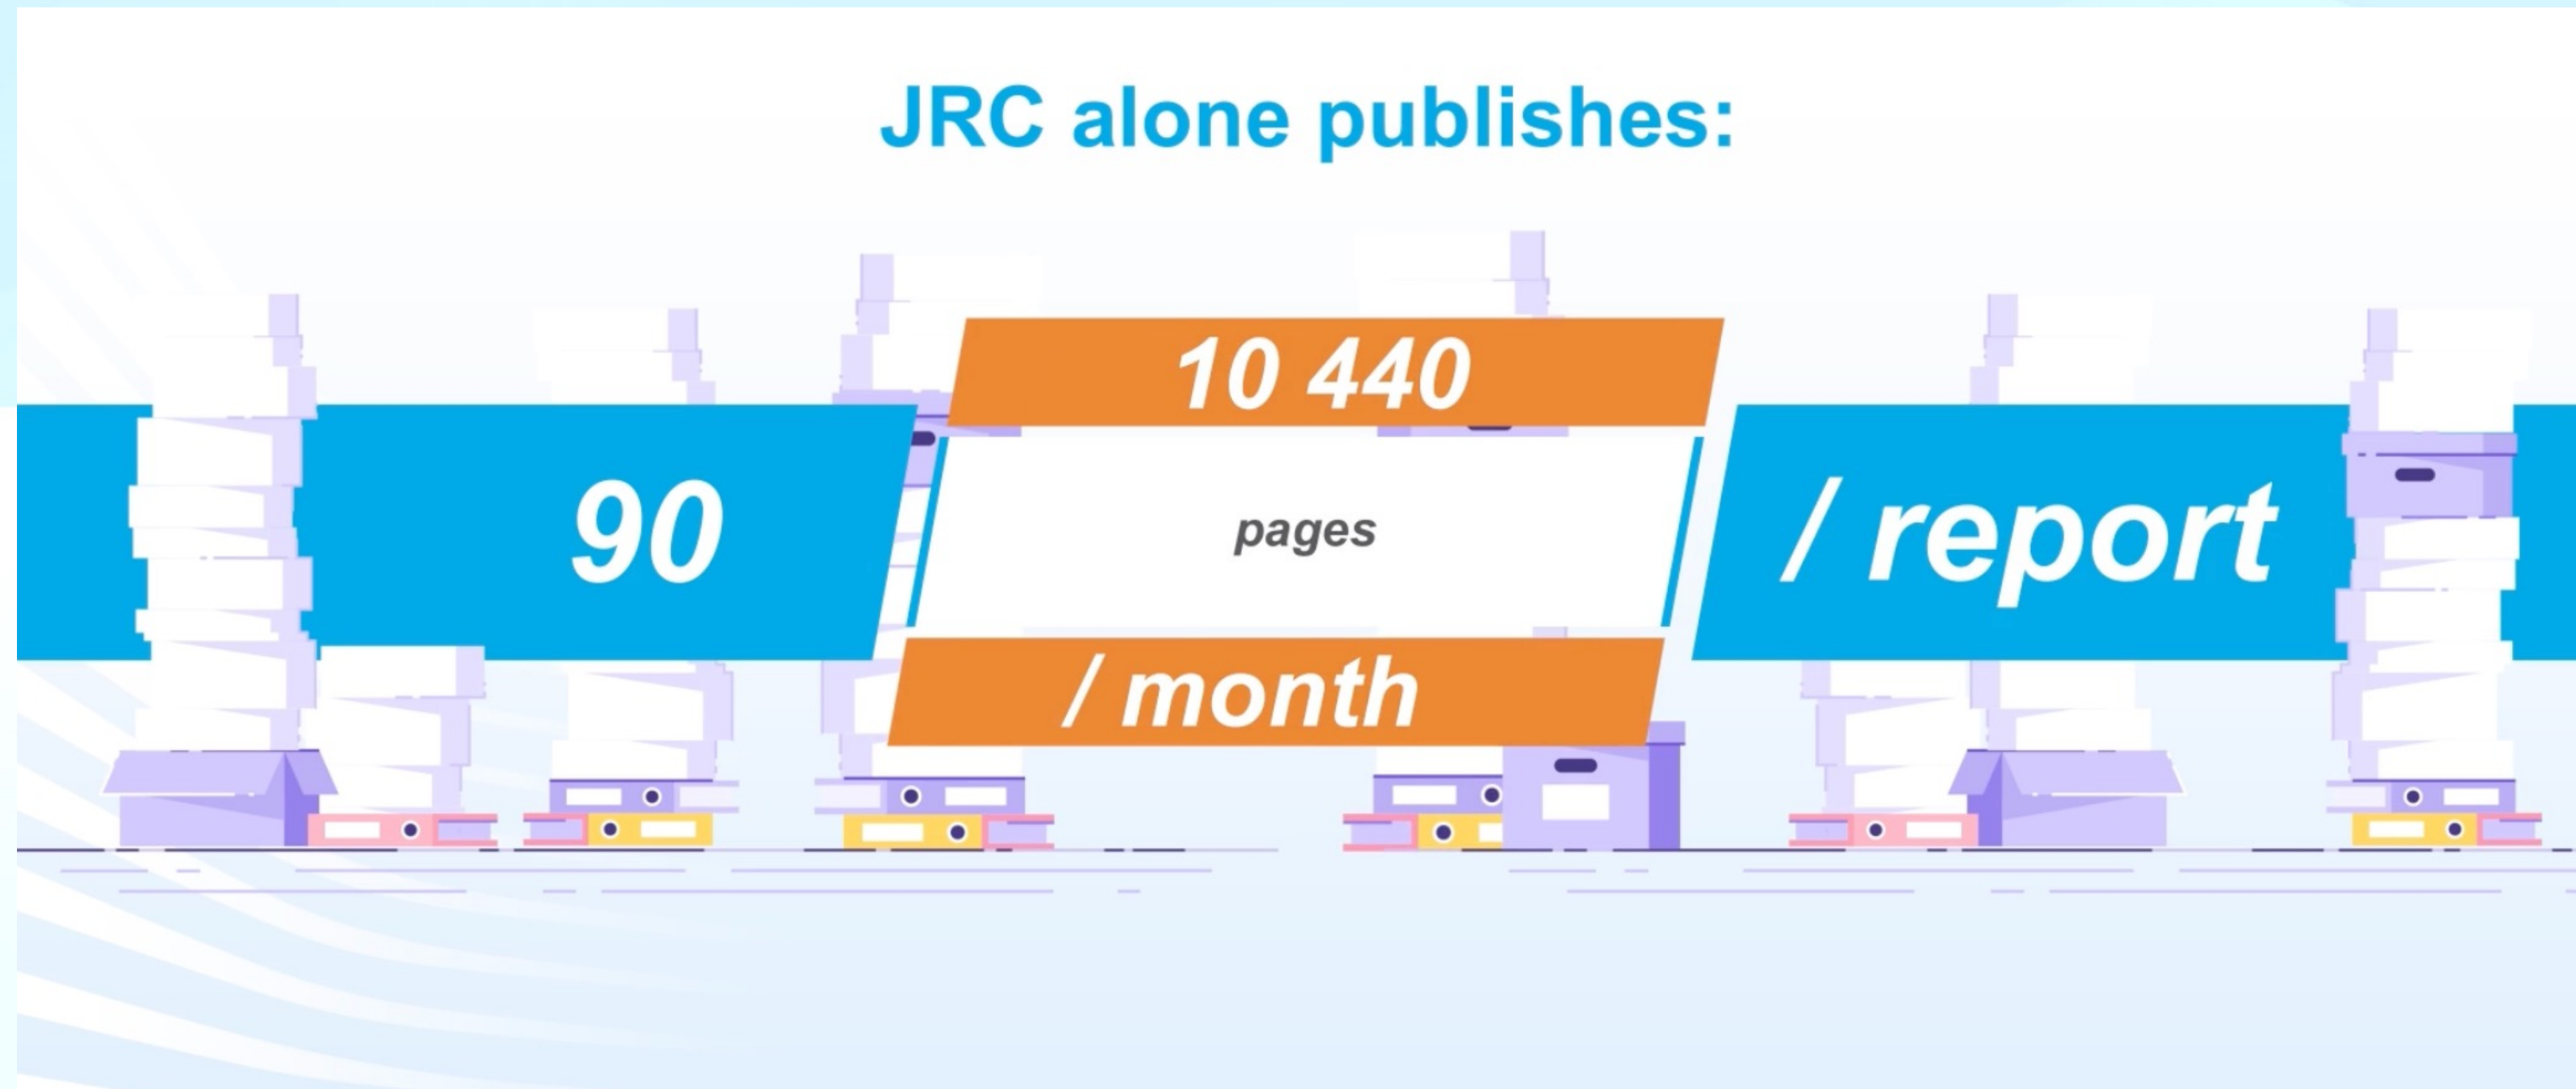 JRC alone publishes:
10 440
90
pages
/ report
/ month